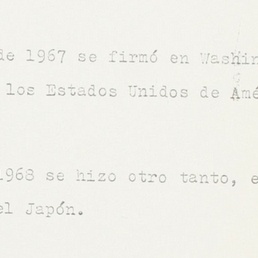 de 1967 se firmó en Washin
los Estados Unidos de Amé
1968 se hizo otro tanto, e
el Japón.